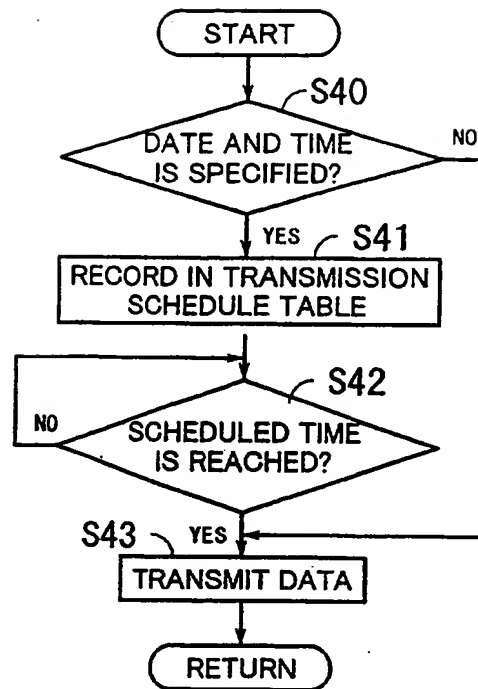 START
S40
DATE AND TIME
IS SPECIFIED?
NO
YES
S41
RECORD IN TRANSMISSION
SCHEDULE TABLE
S42
NO
SCHEDULED TIME
IS REACHED?
S43
YES
TRANSMIT DATA
RETURN